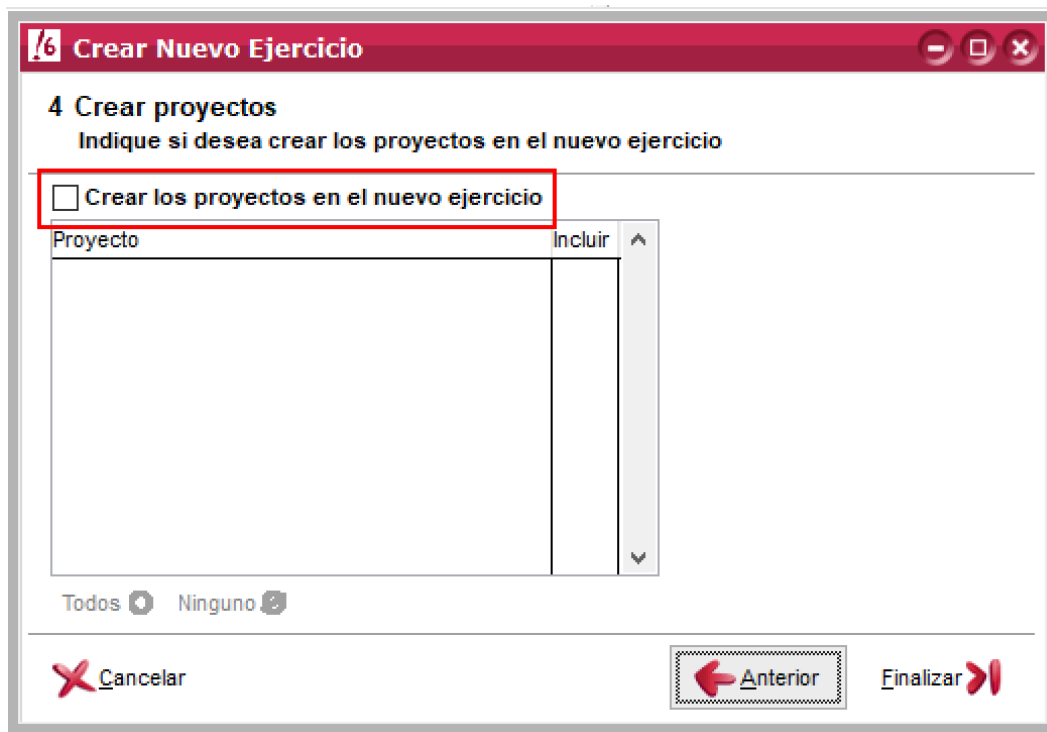 Crear Nuevo Ejercicio
4 Crear proyectos
Indique si desea crear los proyectos en el nuevo ejercicio
Crear los proyectos en el nuevo ejercicio
Proyecto Incluir
Todos Ninguno
Cancelar Anterior Finalizar